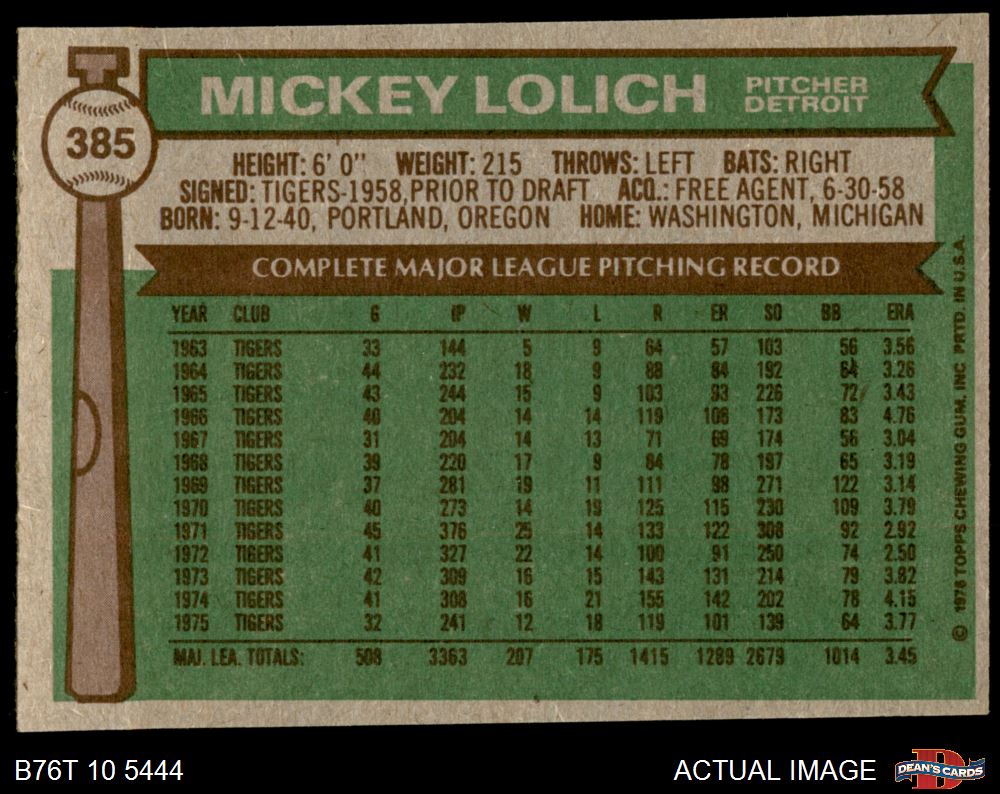 MICKEY LOLICH PITCHER
DETROIT
385
HEIGHT: 6' 0" WEIGHT: 215 THROWS: LEFT BATS: RIGHT
SIGNED: TIGERS-1958, PRIOR TO DRAFT ACQ.: FREE AGENT, 6-30-58
BORN: 9-12-40, PORTLAND, OREGON HOME: WASHINGTON, MICHIGAN
COMPLETE MAJOR LEAGUE PITCHING RECORD
YEAR CLUB G IP W L R ER SO BB ERA
1963 TIGERS 33 144 5 9 64 57 103 56 3.56
1964 TIGERS 44 232 18 9 88 84 192 64 3.26
1965 TIGERS 43 244 15 9 103 93 226 72 3.43
1966 TIGERS 40 204 14 14 119 108 173 83 4.76
1967 TIGERS 31 204 14 13 71 69 174 56 3.04
1968 TIGERS 39 220 17 9 84 78 197 65 3.19
1969 TIGERS 37 281 19 11 111 98 271 122 3.14
1970 TIGERS 40 273 14 19 125 115 230 109 3.79
1971 TIGERS 45 376 25 14 133 122 308 92 2.92
1972 TIGERS 41 327 22 14 100 91 250 74 2.50
1973 TIGERS 42 309 16 15 143 131 214 79 3.82
1974 TIGERS 41 308 16 21 155 142 202 78 4.15
1975 TIGERS 32 241 12 18 119 101 139 64 3.77
MAJ. LEA. TOTALS: 508 3363 207 175 1415 1289 2679 1014 3.45
© 1976 TOPPS CHEWING GUM, INC. PRTD. IN U.S.A.
B76T 10 5444
ACTUAL IMAGE
D
DEAN'S CARDS